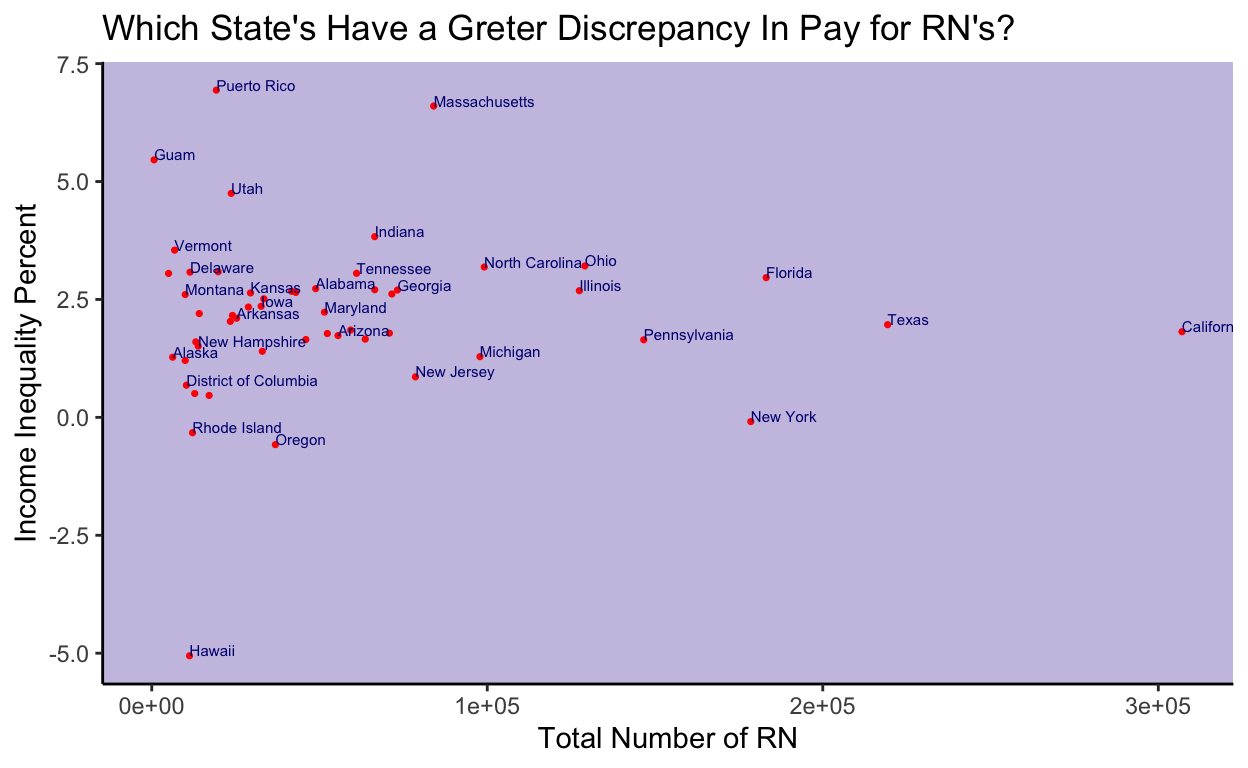 Which State's Have a Greter Discrepancy In Pay for RN's?
Income Inequality Percent
7.5
5.0
2.5
0.0
-2.5
-5.0
Puerto Rico
Massachusetts
Guam
Utah
Indiana
Vermont
Delaware
Tennessee
North Carolina
Ohio
Florida
Montana
Kansas
Alabama
Georgia
Illinois
Iowa
Arkansas
Maryland
Texas
Californ
Arizona
Pennsylvania
New Hampshire
Alaska
Michigan
New Jersey
District of Columbia
New York
Rhode Island
Oregon
Hawaii
0e+00
1e+05
2e+05
3e+05
Total Number of RN